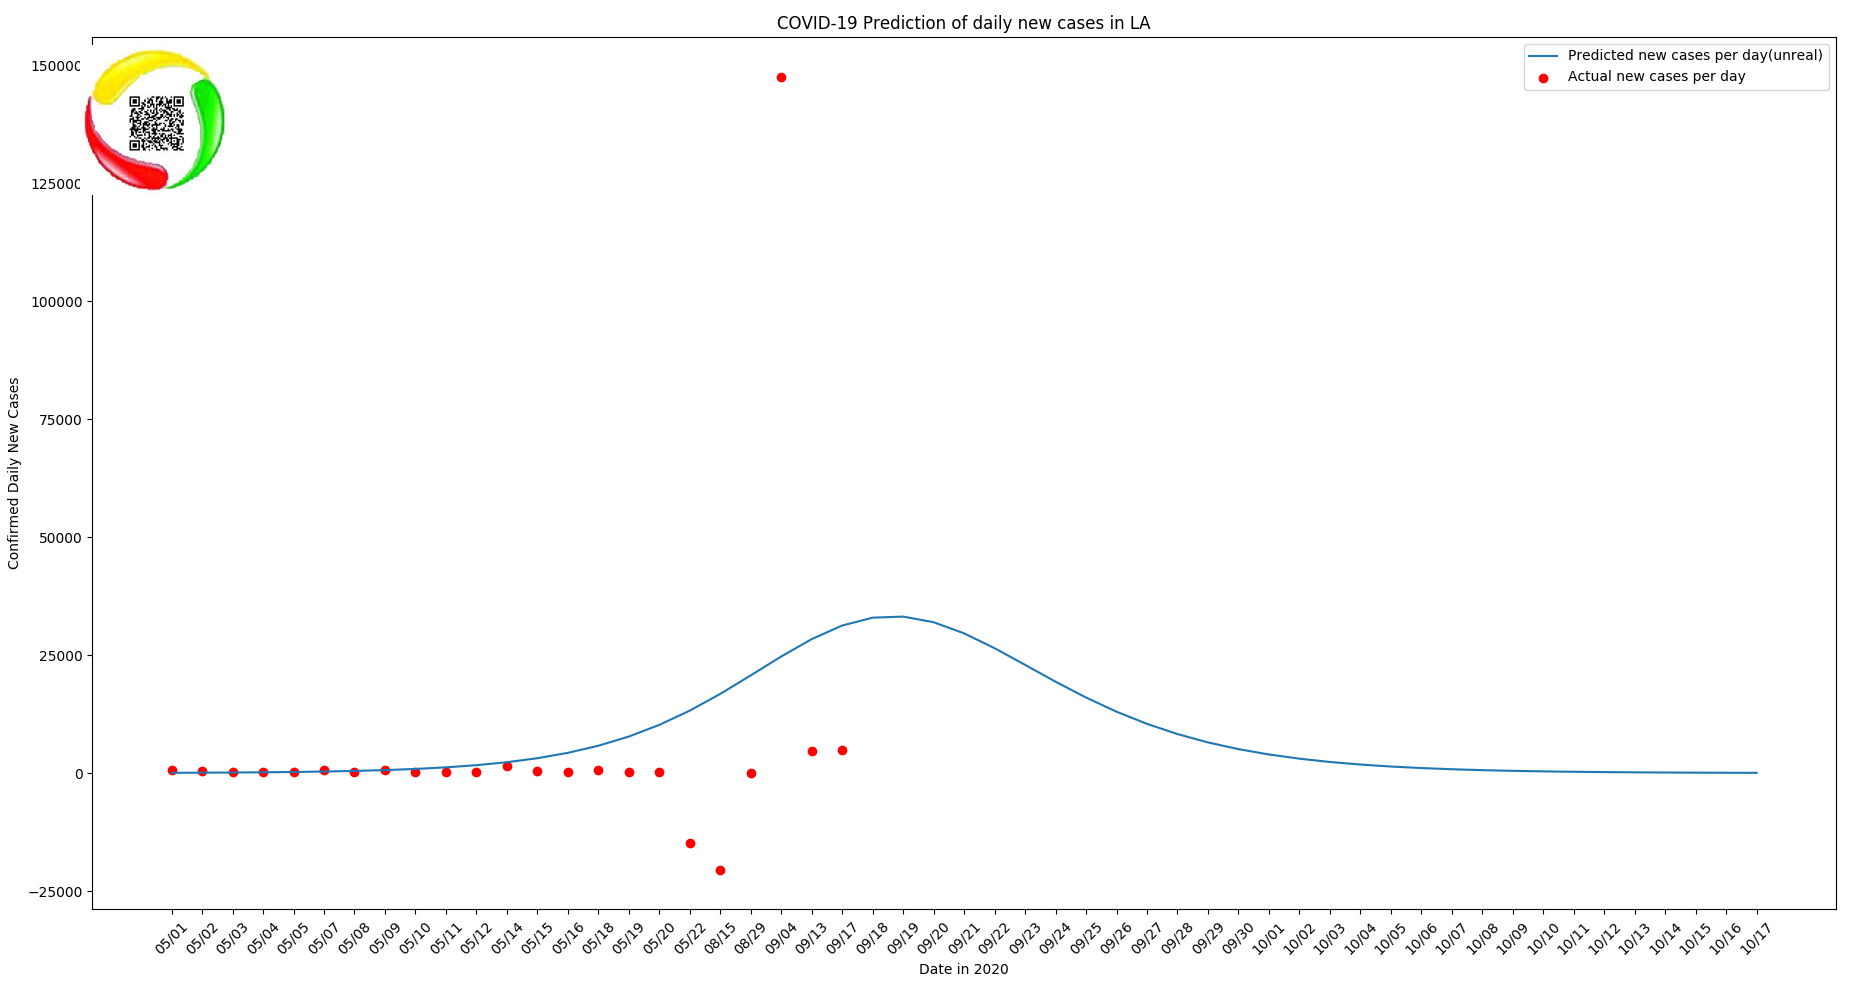 COVID-19 Prediction of daily new cases in LA
Predicted new cases per day(unreal)
Actual new cases per day
150000
125000
100000
75000
50000
25000
0
−25000
Confirmed Daily New Cases
05/01 05/02 05/03 05/04 05/05 05/07 05/08 05/09 05/10 05/11 05/12 05/14 05/15 05/16 05/18 05/19 05/20 05/22 08/15 08/29 09/04 09/13 09/17 09/18 09/19 09/20 09/21 09/22 09/23 09/24 09/25 09/26 09/27 09/28 09/29 09/30 10/01 10/02 10/03 10/04 10/05 10/06 10/07 10/08 10/09 10/10 10/11 10/12 10/13 10/14 10/15 10/16 10/17
Date in 2020